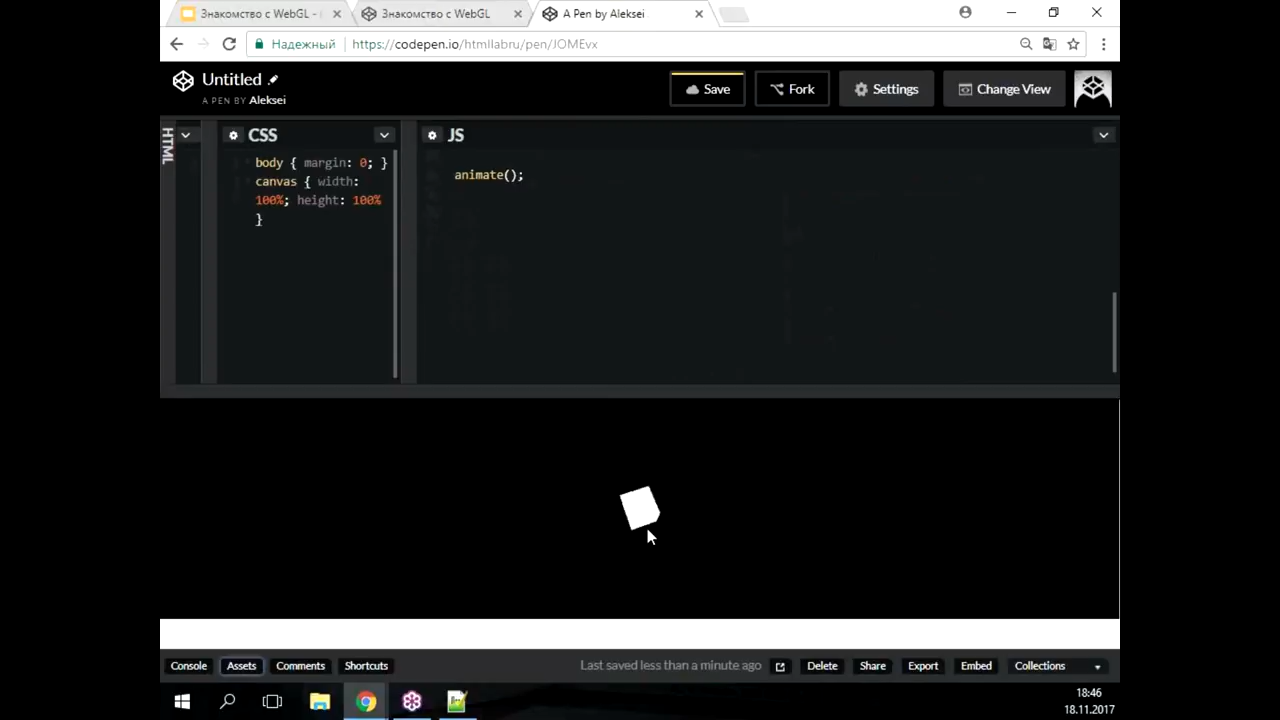 Знакомство с WebGL - (
Знакомство с WebGL
A Pen by Aleksei
Надежный
https://codepen.io/htmllabru/pen/JOMEvx
Untitled
A PEN BY Aleksei
Save
Fork
Settings
Change View
HTML
CSS
JS
body { margin: 0; }
canvas { width:
100%; height: 100%
}
animate();
Console
Assets
Comments
Shortcuts
Last saved less than a minute ago
Delete
Share
Export
Embed
Collections
18:46
18.11.2017